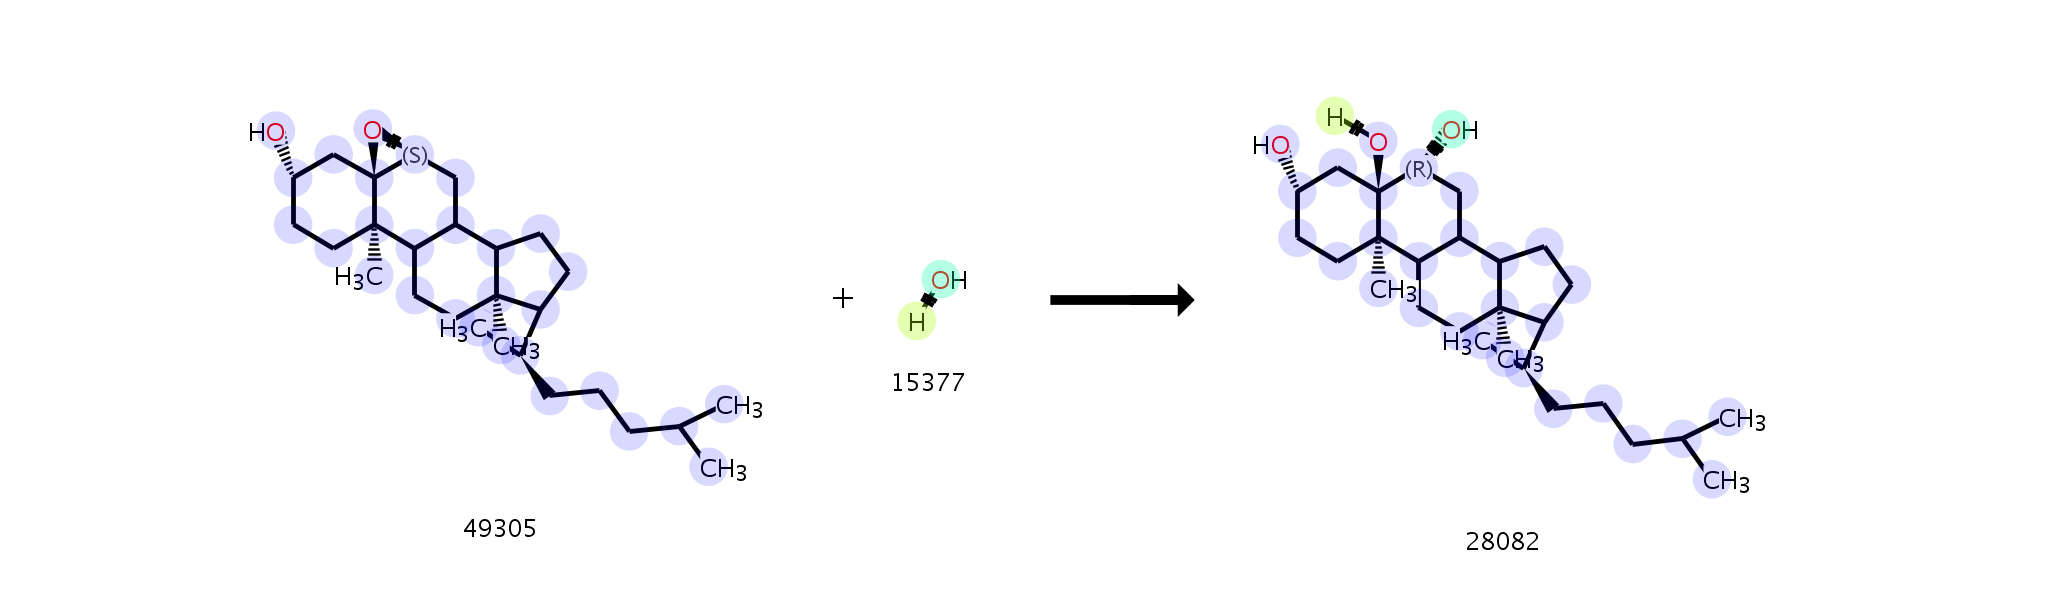 HO
O
(S)
H3C
H3C
CH3
CH3
CH3
49305
+
OH
H
15377
H
O
OH
HO
(R)
CH3
H3C
CH3
CH3
CH3
28082